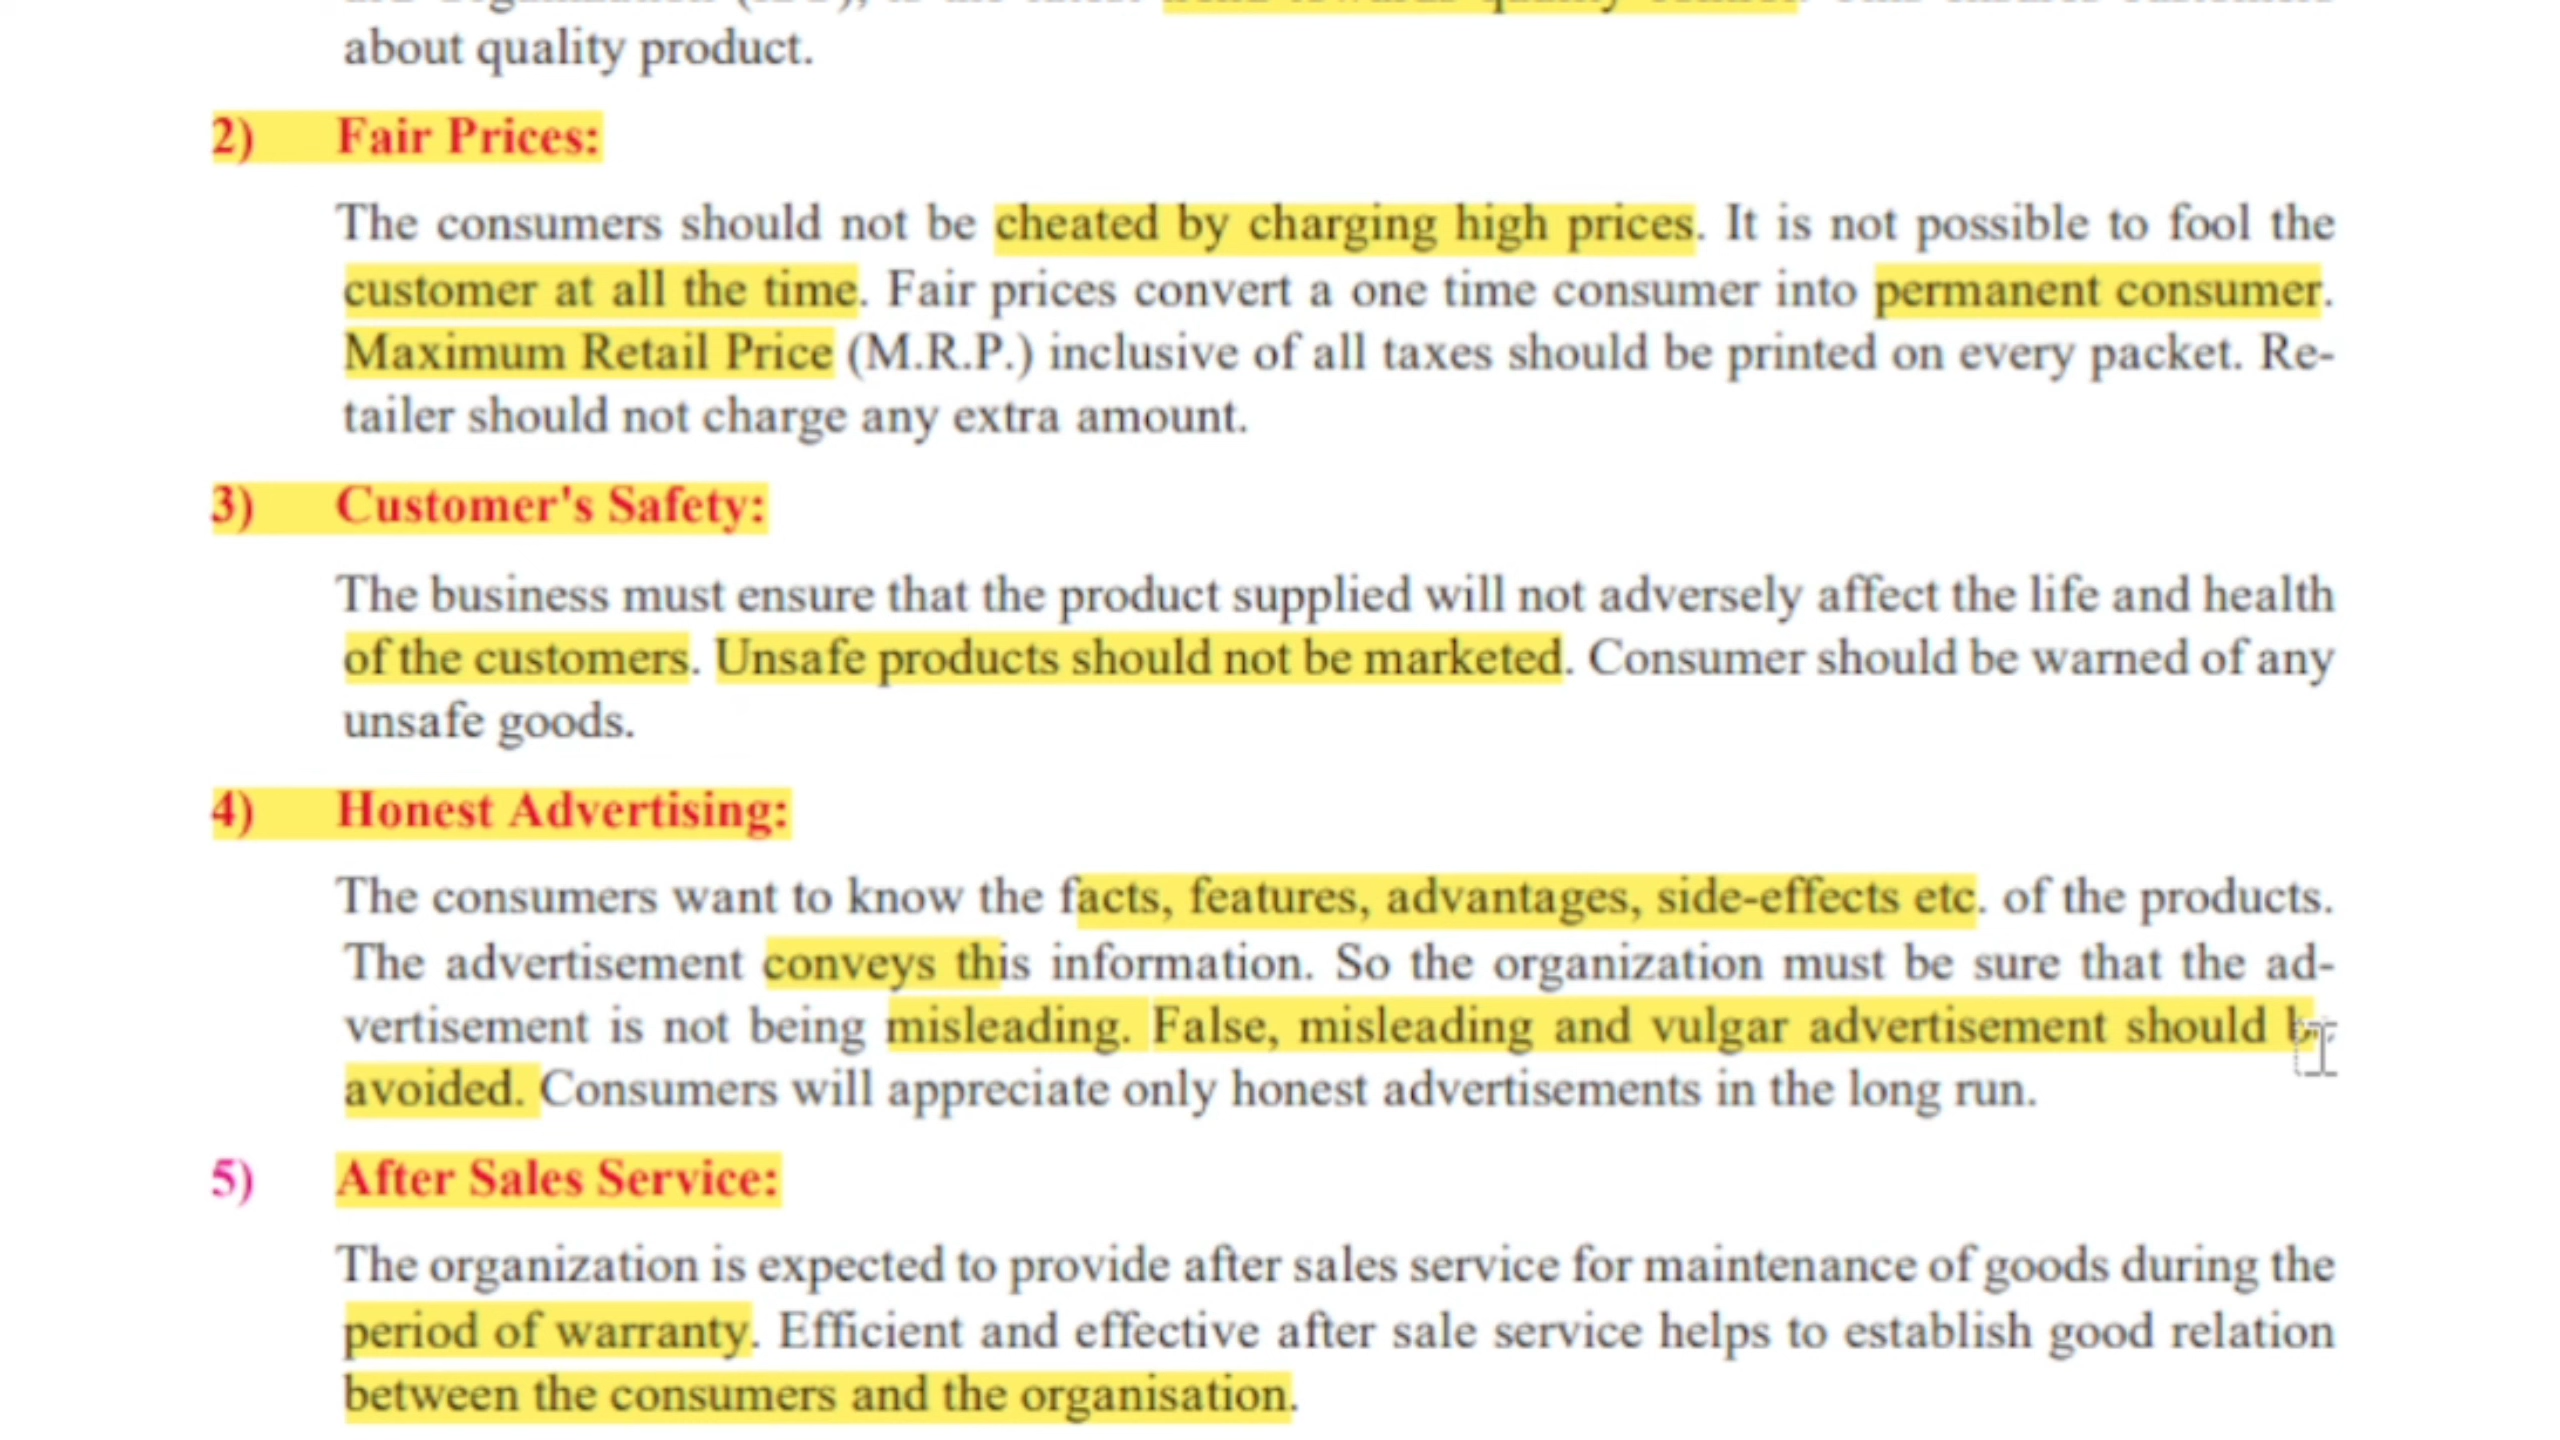 about quality product.
2) Fair Prices:
The consumers should not be cheated by charging high prices. It is not possible to fool the
customer at all the time. Fair prices convert a one time consumer into permanent consumer.
Maximum Retail Price (M.R.P.) inclusive of all taxes should be printed on every packet. Re-
tailer should not charge any extra amount.
3) Customer's Safety:
The business must ensure that the product supplied will not adversely affect the life and health
of the customers. Unsafe products should not be marketed. Consumer should be warned of any
unsafe goods.
4) Honest Advertising:
The consumers want to know the facts, features, advantages, side-effects etc. of the products.
The advertisement conveys this information. So the organization must be sure that the ad-
vertisement is not being misleading. False, misleading and vulgar advertisement should
avoided. Consumers will appreciate only honest advertisements in the long run.
5) After Sales Service:
The organization is expected to provide after sales service for maintenance of goods during the
period of warranty. Efficient and effective after sale service helps to establish good relation
between the consumers and the organisation.